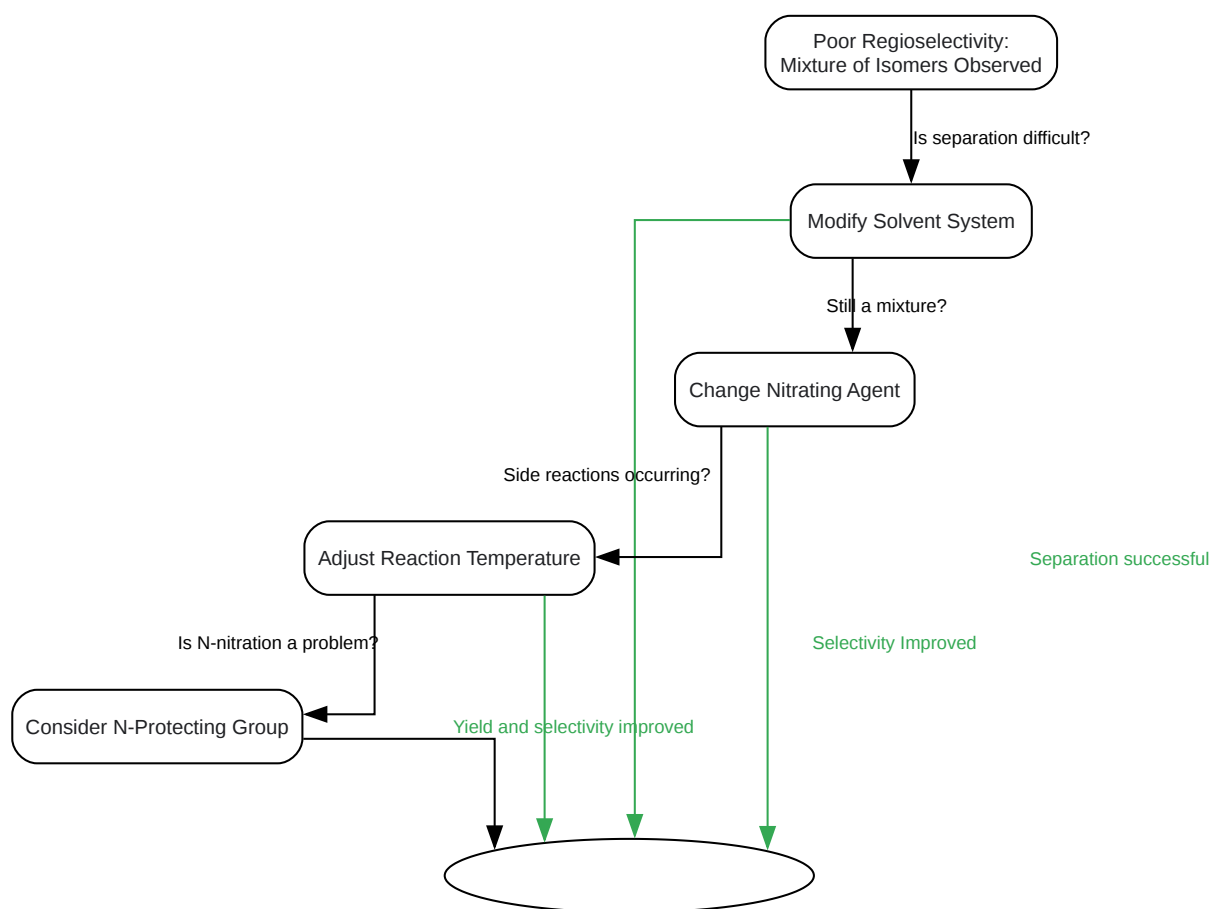 Poor Regioselectivity:
Mixture of Isomers Observed
Is separation difficult?
Modify Solvent System
Still a mixture?
Change Nitrating Agent
Side reactions occurring?
Adjust Reaction Temperature
Separation successful
Is N-nitration a problem?
Selectivity Improved
Consider N-Protecting Group
Yield and selectivity improved